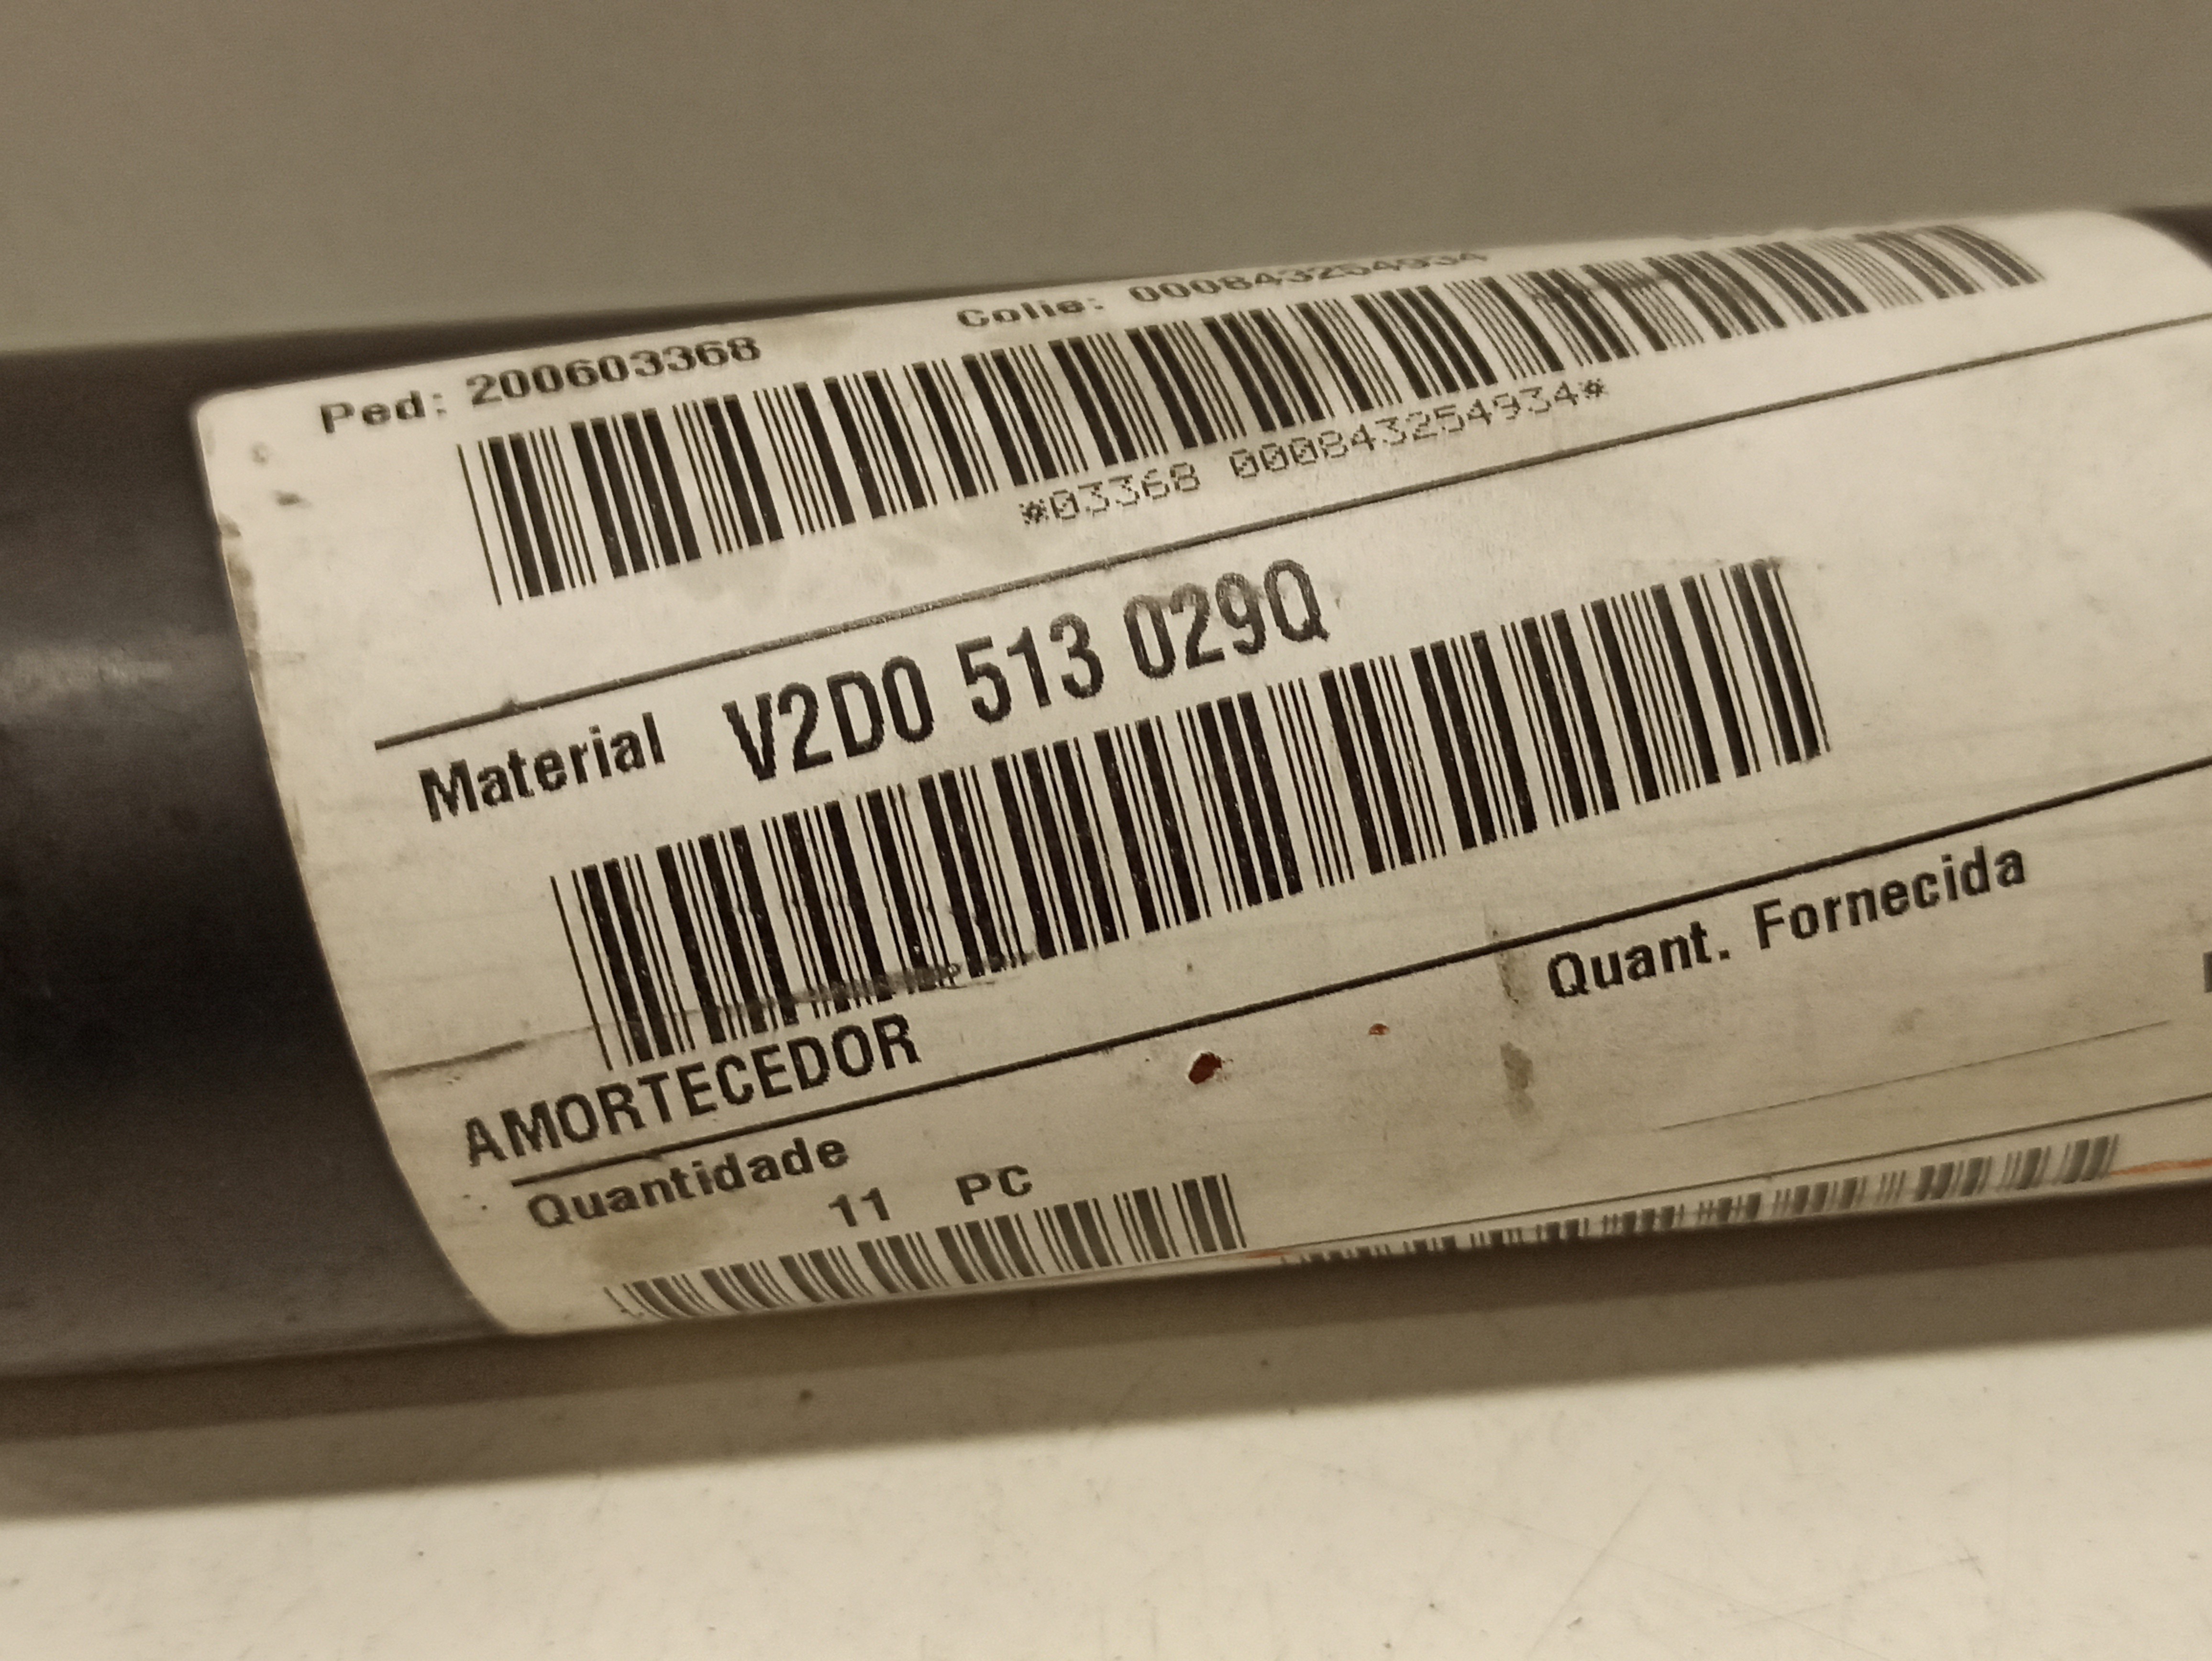 Ped: 200603368 Colie: 000843254934
*03368 000843254934*
Material V2D0 513 029Q
AMORTECEDOR
Quantidade Quant. Fornecida
11 PC